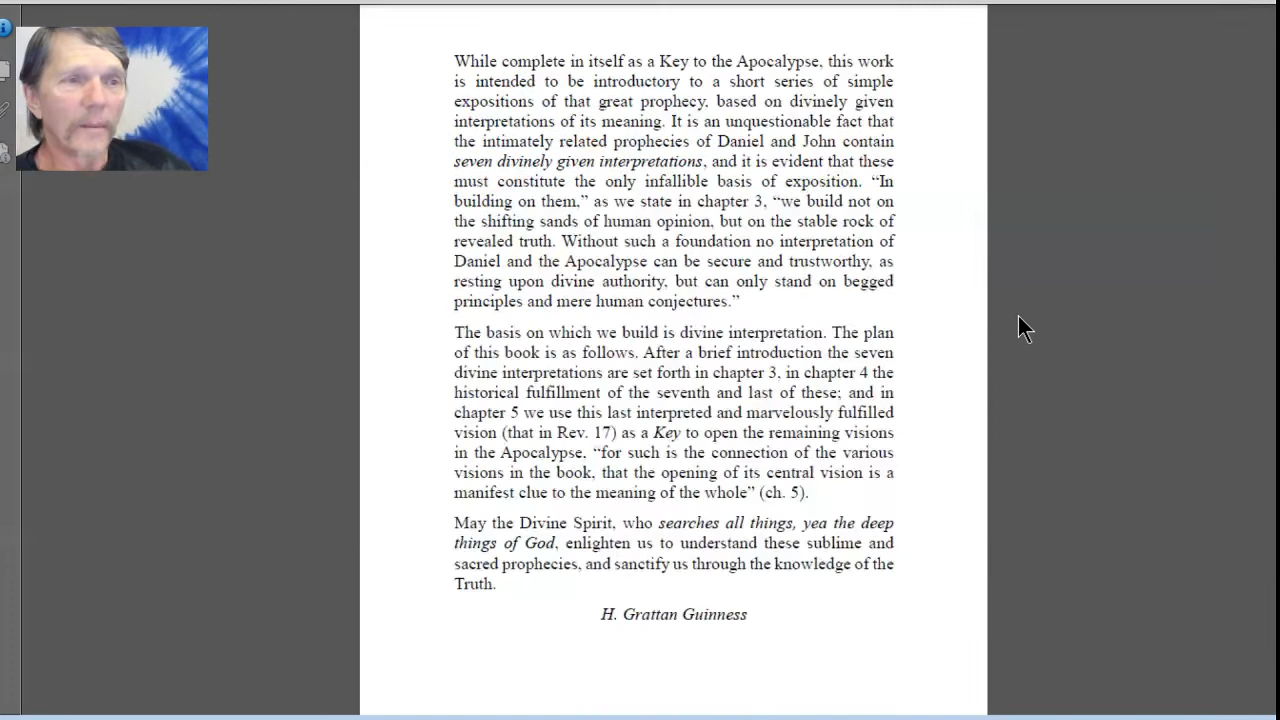 While complete in itself as a Key to the Apocalypse, this work
is intended to be introductory to a short series of simple
expositions of that great prophecy, based on divinely given
interpretations of its meaning. It is an unquestionable fact that
the intimately related prophecies of Daniel and John contain
seven divinely given interpretations, and it is evident that these
must constitute the only infallible basis of exposition. “In
building on them,” as we state in chapter 3, “we build not on
the shifting sands of human opinion, but on the stable rock of
revealed truth. Without such a foundation no interpretation of
Daniel and the Apocalypse can be secure and trustworthy, as
resting upon divine authority, but can only stand on begged
principles and mere human conjectures.”
The basis on which we build is divine interpretation. The plan
of this book is as follows. After a brief introduction the seven
divine interpretations are set forth in chapter 3, in chapter 4 the
historical fulfillment of the seventh and last of these; and in
chapter 5 we use this last interpreted and marvelously fulfilled
vision (that in Rev. 17) as a Key to open the remaining visions
in the Apocalypse, “for such is the connection of the various
visions in the book, that the opening of its central vision is a
manifest clue to the meaning of the whole” (ch. 5).
May the Divine Spirit, who searches all things, yea the deep
things of God, enlighten us to understand these sublime and
sacred prophecies, and sanctify us through the knowledge of the
Truth.
H. Grattan Guinness